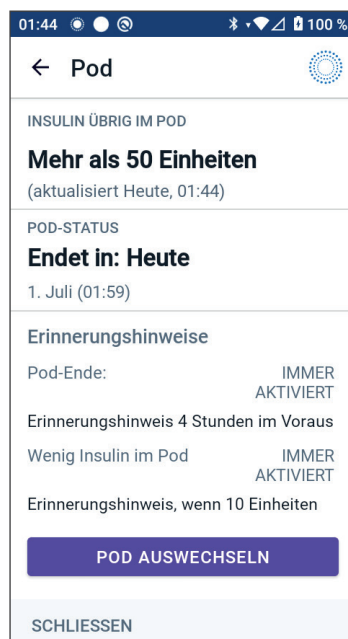 01:44 100 %
Pod
INSULIN ÜBRIG IM POD
Mehr als 50 Einheiten
(aktualisiert Heute, 01:44)
POD-STATUS
Endet in: Heute
1. Juli (01:59)
Erinnerungshinweise
Pod-Ende: IMMER
AKTIVIERT
Erinnerungshinweis 4 Stunden im Voraus
Wenig Insulin im Pod IMMER
AKTIVIERT
Erinnerungshinweis, wenn 10 Einheiten
POD AUSWECHSELN
SCHLIESSEN